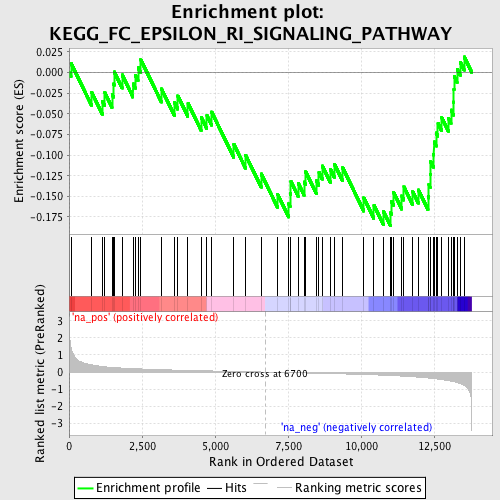 Enrichment plot:
KEGG_FC_EPSILON_RI_SIGNALING_PATHWAY
Enrichment score (ES)
0.025
0.000
-0.025
-0.050
-0.075
-0.100
-0.125
-0.150
-0.175
'na_pos' (positively correlated)
Ranked list metric (PreRanked)
3
2
1
0
-1
-2
-3
Zero cross at 6700
'na_neg' (negatively correlated)
0
2,500
5,000
7,500
10,000
12,500
Rank in Ordered Dataset
Enrichment profile
Hits
Ranking metric scores